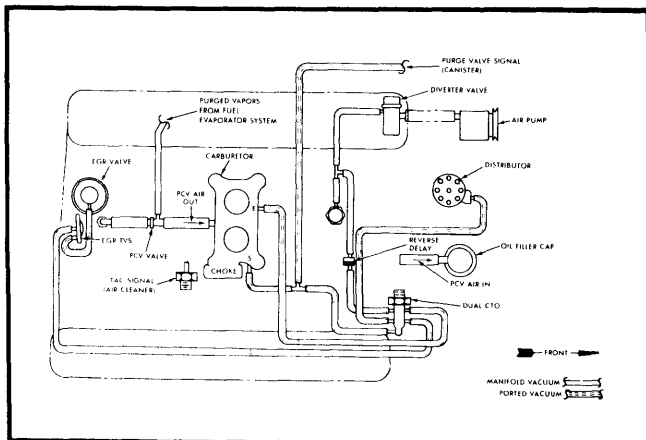 PURGE VALVE SIGNAL
(CANISTER)
DIVERTER VALVE
PURGED VAPORS
FROM FUEL
EVAPORATOR SYSTEM
AIR PUMP
EGR VALVE
CARBURETOR
DISTRIBUTOR
PCV AIR
OUT
E
REVERSE
DELAY
OIL FILLER CAP
EGR TVS
PCV VALVE
S
CHOKE
PCV AIR IN
TAC SIGNAL
(AIR CLEANER)
DUAL CTO
FRONT
MANIFOLD VACUUM
PORTED VACUUM